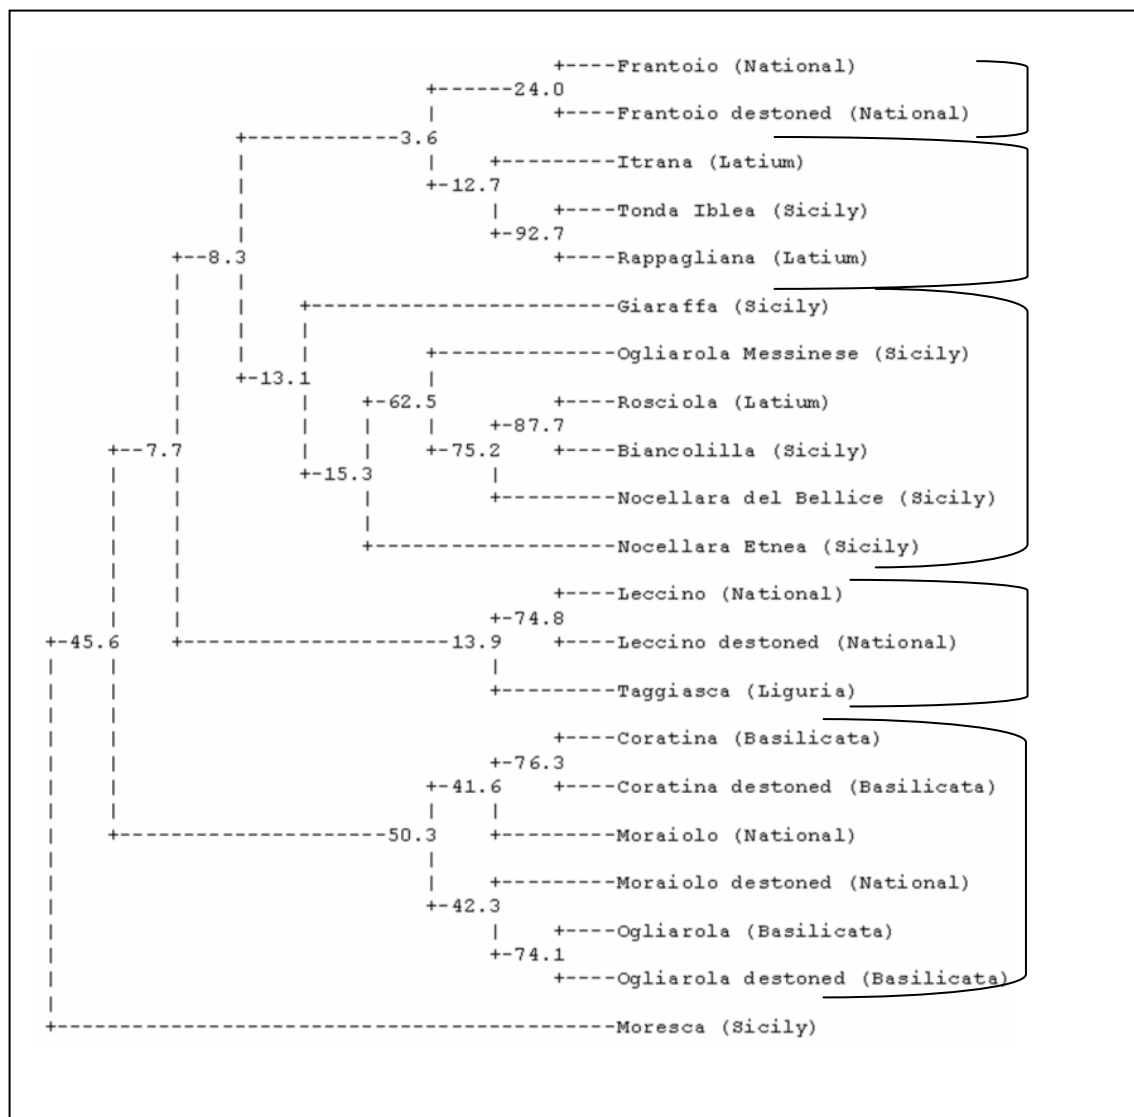 +----Frantoio (National)
+------24.0
| +----Frantoio destoned (National)
+------------3.6
| | +---------Itrana (Latium)
| +-12.7
| | +----Tonda Iblea (Sicily)
| +-92.7
+--8.3 +----Rappagliana (Latium)
| |
| | +----------------------Giaraffa (Sicily)
| | |
| | | +-------------Ogliarola Messinese (Sicily)
| +-13.1 |
| | +-62.5 +----Rosciola (Latium)
| | | | +-87.7
+--7.7 | | +-75.2 +----Biancolilla (Sicily)
| | +-15.3 |
| | | +---------Nocellara del Bellice (Sicily)
| | |
| | +------------------Nocellara Etnea (Sicily)
| |
| | +----Leccino (National)
| | +-74.8
+-45.6 +---------------------13.9 +----Leccino destoned (National)
| | |
| | +---------Taggiasca (Liguria)
| |
| | +----Coratina (Basilicata)
| | +-76.3
| | +-41.6 +----Coratina destoned (Basilicata)
| | | |
| +---------------------50.3 +---------Moraiolo (National)
| |
| | +---------Moraiolo destoned (National)
| +-42.3
| | +----Ogliarola (Basilicata)
| +-74.1
| +----Ogliarola destoned (Basilicata)
|
+--------------------------------------------Moresca (Sicily)